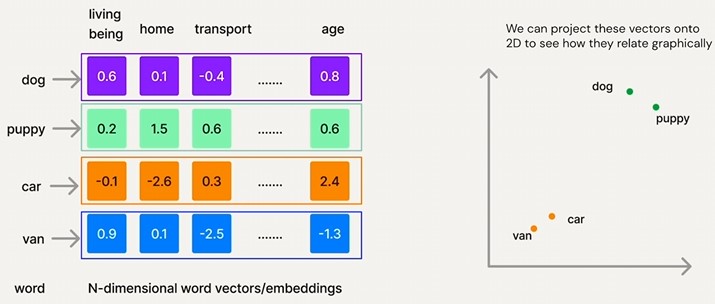 living
being home transport age
dog 0.6 0.1 -0.4 ....... 0.8
puppy 0.2 1.5 0.6 ....... 0.6
car -0.1 -2.6 0.3 ....... 2.4
van 0.9 0.1 -2.5 ....... -1.3
word N-dimensional word vectors/embeddings
We can project these vectors onto
2D to see how they relate graphically
dog
puppy
car
van